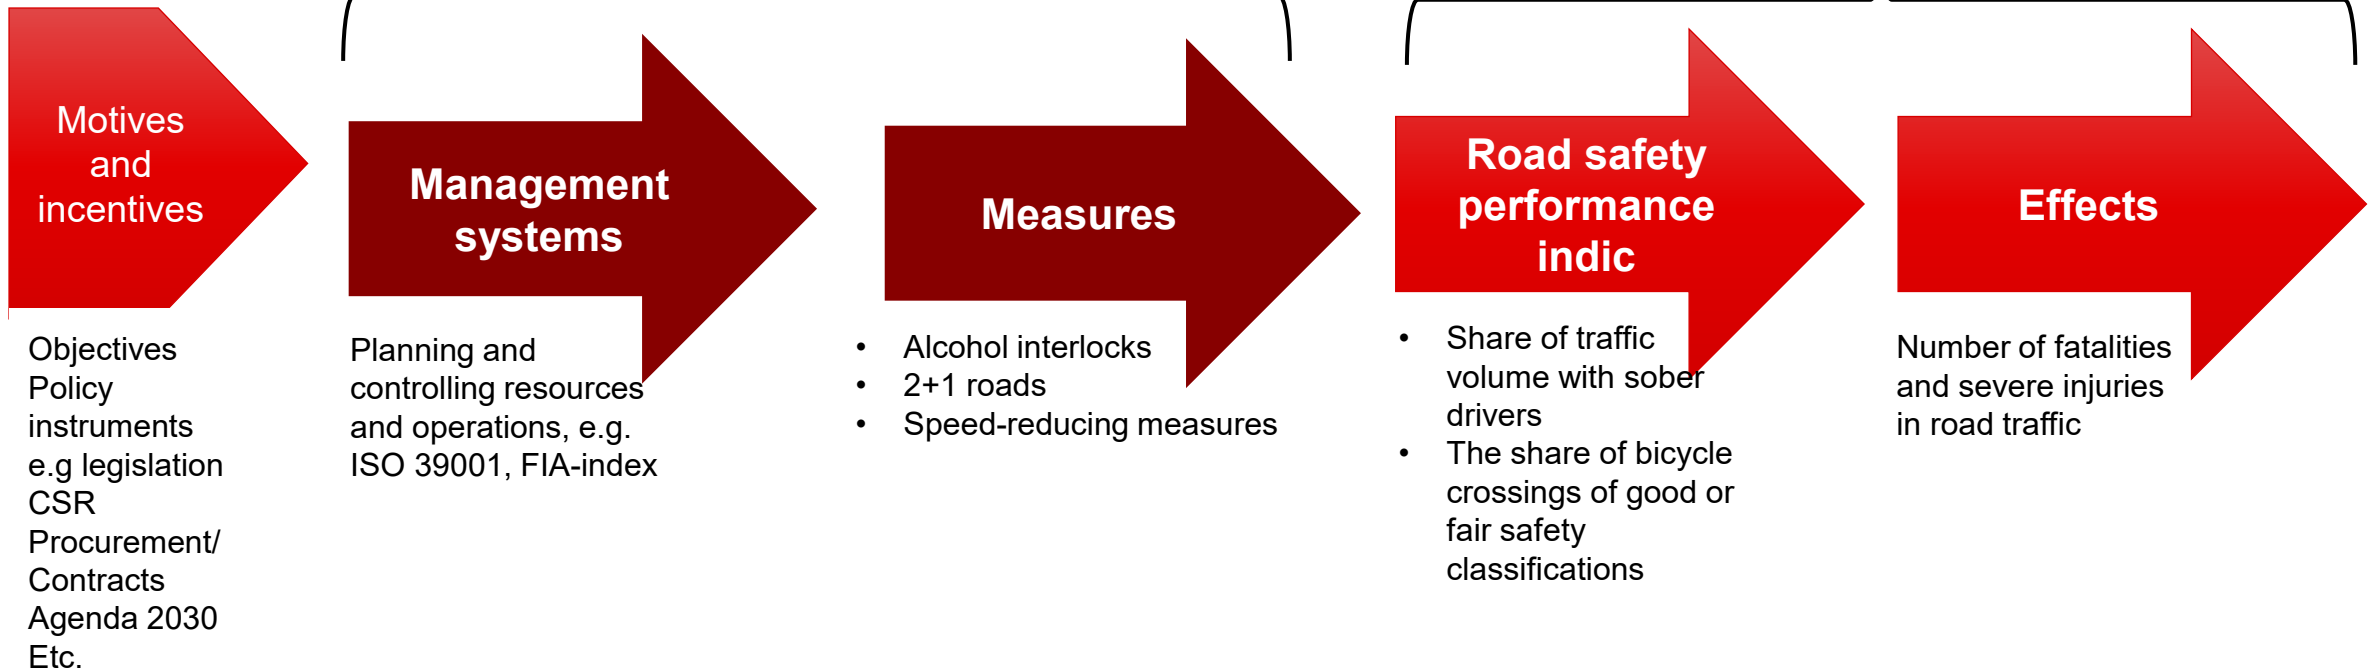 Motives
and
incentives
Management
systems
Measures
Road safety
performance
indic
Effects
Objectives
Policy
instruments
e.g legislation
CSR
Procurement/
Contracts
Agenda 2030
Etc.
Planning and
controlling resources
and operations, e.g.
ISO 39001, FIA-index
• Alcohol interlocks
• 2+1 roads
• Speed-reducing measures
• Share of traffic
volume with sober
drivers
• The share of bicycle
crossings of good or
fair safety
classifications
Number of fatalities
and severe injuries
in road traffic